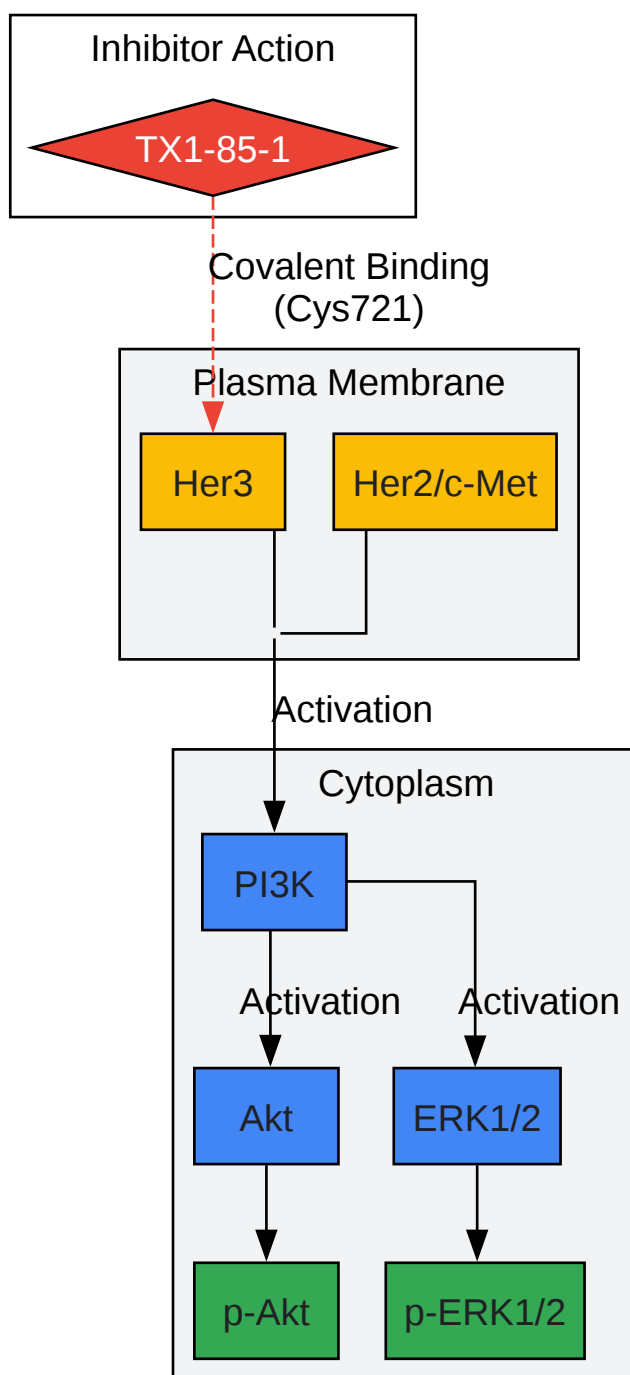 Inhibitor Action
TX1-85-1
Covalent Binding
(Cys721)
Plasma Membrane
Her3
Her2/c-Met
Activation
Cytoplasm
PI3K
Activation
Activation
Akt
ERK1/2
p-Akt
p-ERK1/2